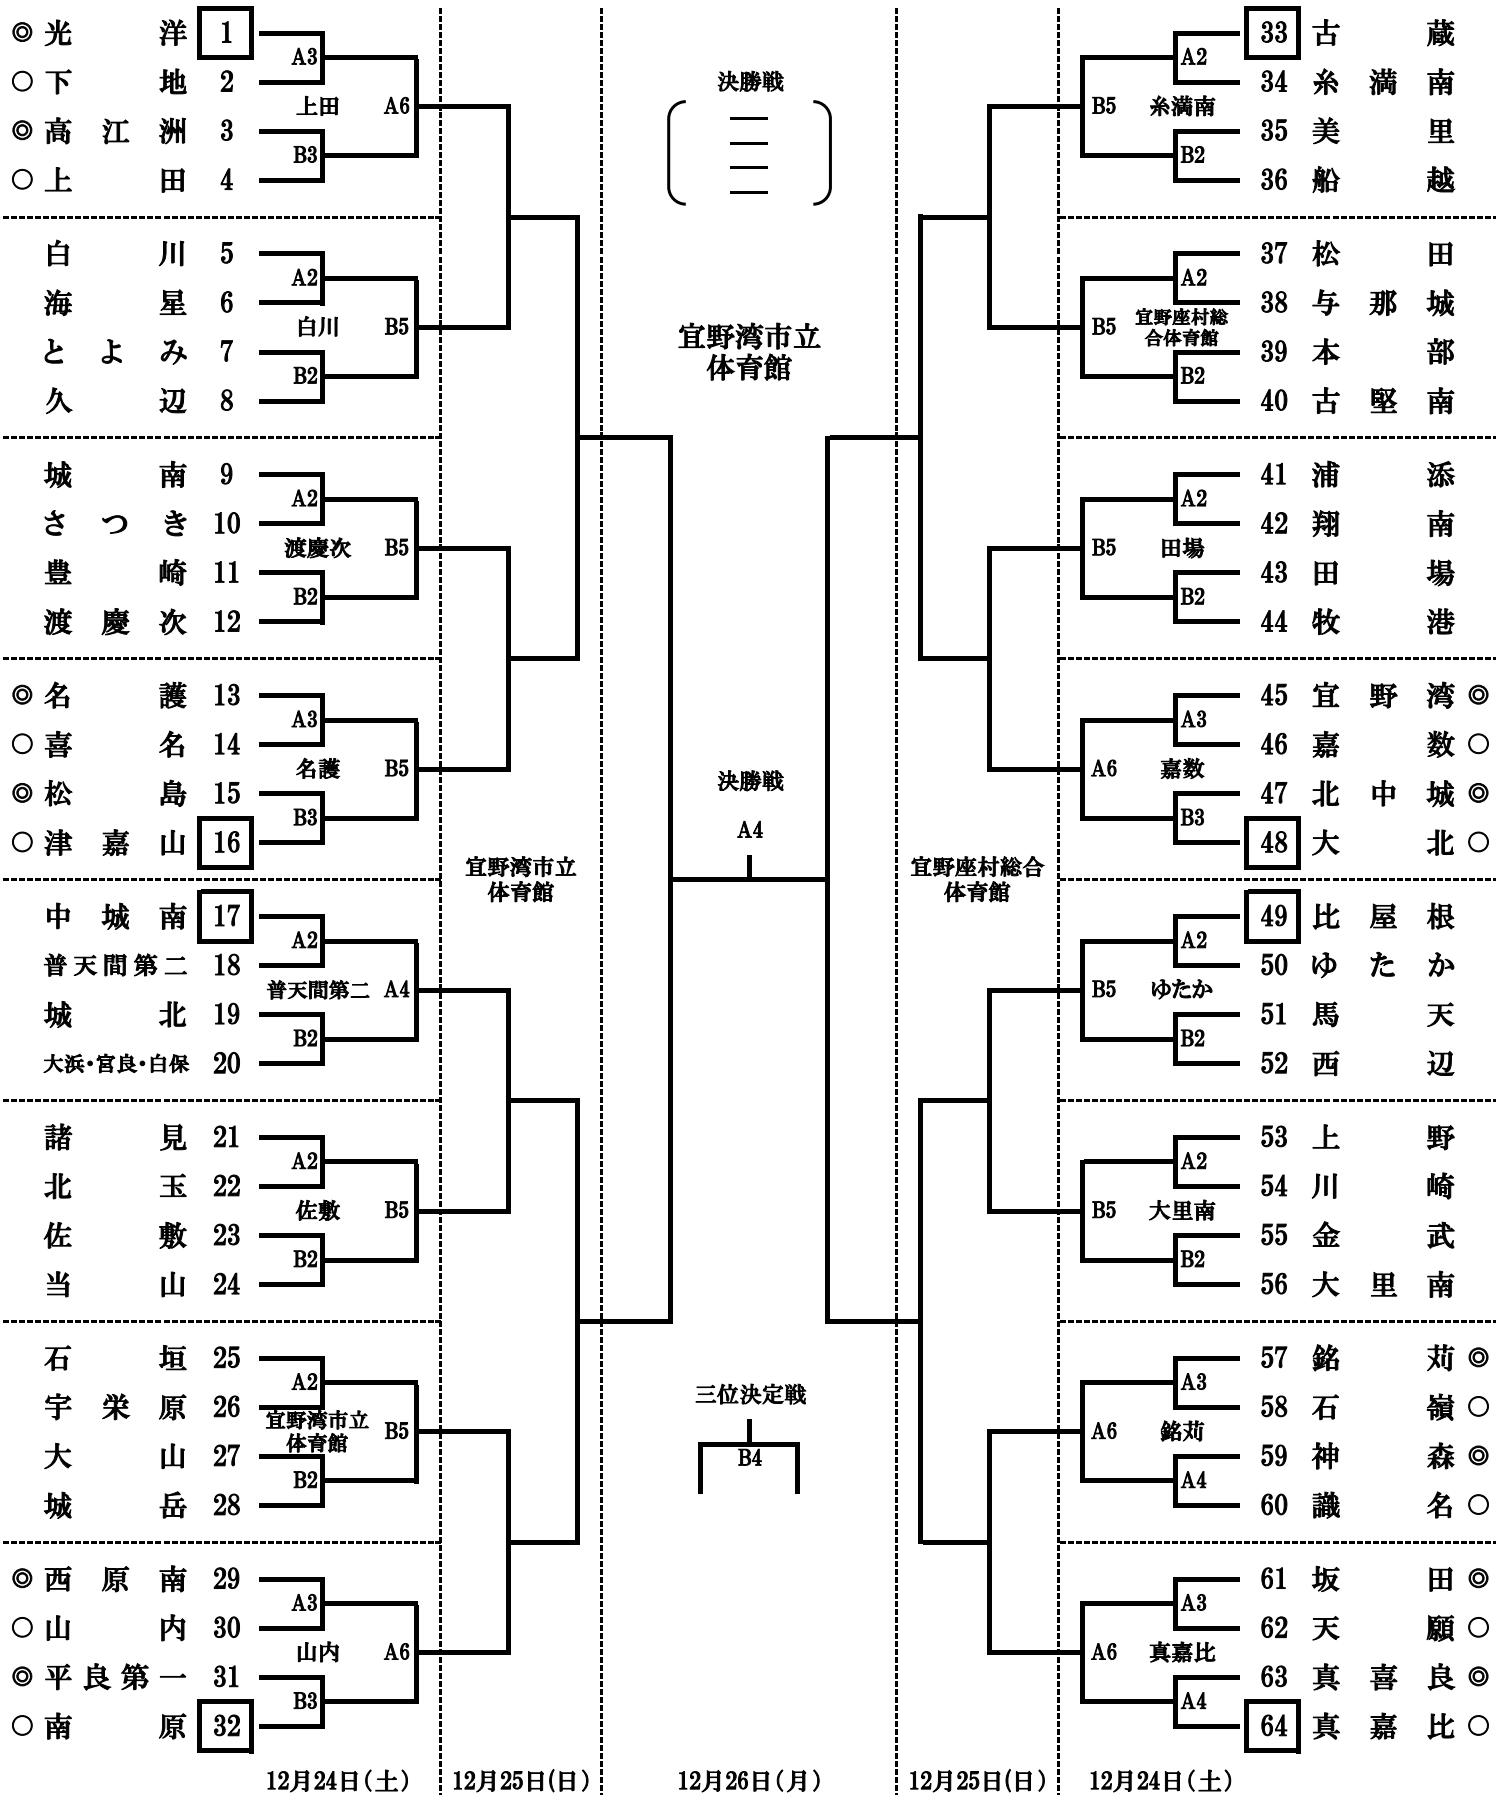 ◎ 光洋 1
○ 下地 2
◎ 高江洲 3
○ 上田 4
A3
上田 A6
B3
白川 5
海星 6
とよみ 7
久辺 8
A2
白川 B5
B2
城南 9
さつき 10
豊崎 11
渡慶次 12
A2
渡慶次 B5
B2
◎ 名護 13
○ 喜名 14
◎ 松島 15
○ 津嘉山 16
A3
名護 B5
B3
中城南 17
普天間第二 18
城北 19
大浜・宮良・白保 20
A2
普天間第二 A4
B2
諸見 21
北玉 22
佐敷 23
当山 24
A2
佐敷 B5
B2
石垣 25
宇栄原 26
大山 27
城岳 28
A2
宜野湾市立
体育館
B5
B2
◎ 西原南 29
○ 山内 30
◎ 平良第一 31
○ 南原 32
A3
山内 A6
B3
宜野湾市立
体育館
決勝戦
宜野湾市立
体育館
決勝戦
A4
三位決定戦
B4
宜野座村総合
体育館
33 古蔵
34 糸満南
35 美里
36 船越
A2
B5 糸満南
B2
37 松田
38 与那城
39 本部
40 古堅南
A2
B5
宜野座村総
合体育館
B2
41 浦添
42 翔南
43 田場
44 牧港
A2
B5 田場
B2
45 宜野湾 ◎
46 嘉数 ○
47 北中城 ◎
48 大北 ○
A3
A6 嘉数
B3
49 比屋根
50 ゆたか
51 馬天
52 西辺
A2
B5 ゆたか
B2
53 上野
54 川崎
55 金武
56 大里南
A2
B5 大里南
B2
57 銘苅 ◎
58 石嶺 ○
59 神森 ◎
60 識名 ○
A3
A6 銘苅
A4
61 坂田 ◎
62 天願 ○
63 真喜良 ◎
64 真嘉比 ○
A3
A6 真嘉比
A4
12月24日(土) 12月25日(日) 12月26日(月) 12月25日(日) 12月24日(土)